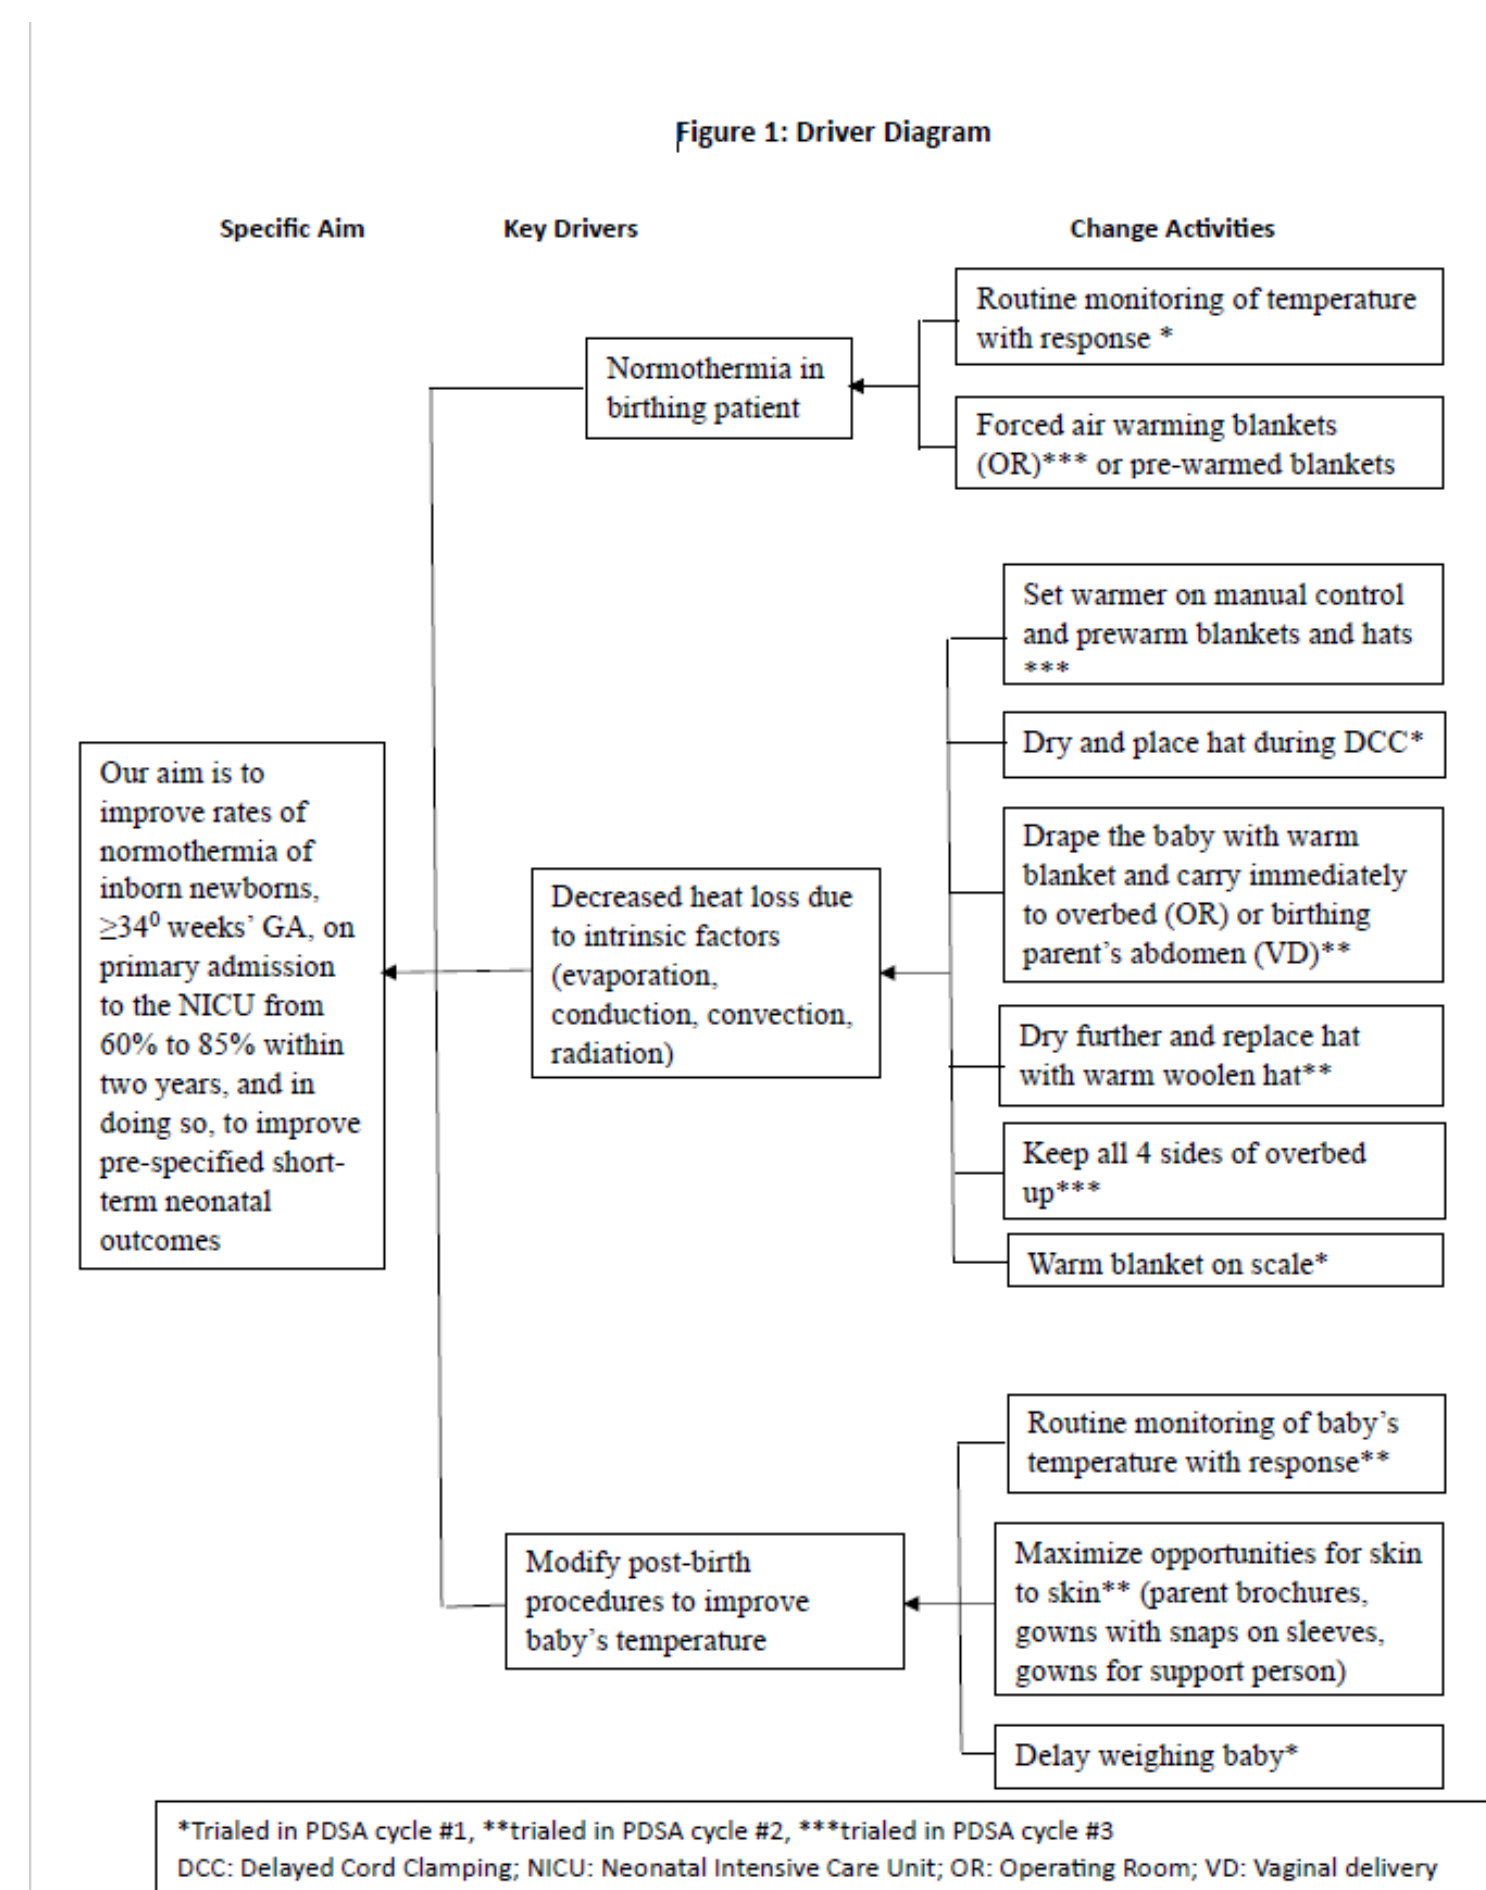 Figure 1: Driver Diagram
Specific Aim
Key Drivers
Change Activities
Our aim is to
improve rates of
normothermia of
inborn newborns,
≥34⁰ weeks’ GA, on
primary admission
to the NICU from
60% to 85% within
two years, and in
doing so, to improve
pre-specified short-
term neonatal
outcomes
Normothermia in
birthing patient
Routine monitoring of temperature
with response *
Forced air warming blankets
(OR)*** or pre-warmed blankets
Decreased heat loss due
to intrinsic factors
(evaporation,
conduction, convection,
radiation)
Set warmer on manual control
and prewarm blankets and hats
***
Dry and place hat during DCC*
Drape the baby with warm
blanket and carry immediately
to overbed (OR) or birthing
parent’s abdomen (VD)**
Dry further and replace hat
with warm woolen hat**
Keep all 4 sides of overbed
up***
Warm blanket on scale*
Modify post-birth
procedures to improve
baby’s temperature
Routine monitoring of baby’s
temperature with response**
Maximize opportunities for skin
to skin** (parent brochures,
gowns with snaps on sleeves,
gowns for support person)
Delay weighing baby*
*Trialed in PDSA cycle #1, **trialed in PDSA cycle #2, ***trialed in PDSA cycle #3
DCC: Delayed Cord Clamping; NICU: Neonatal Intensive Care Unit; OR: Operating Room; VD: Vaginal delivery